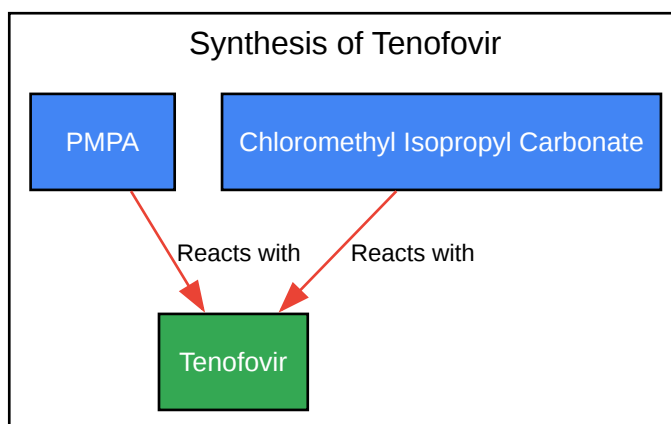 Synthesis of Tenofovir
PMPA
Chloromethyl Isopropyl Carbonate
Reacts with
Reacts with
Tenofovir